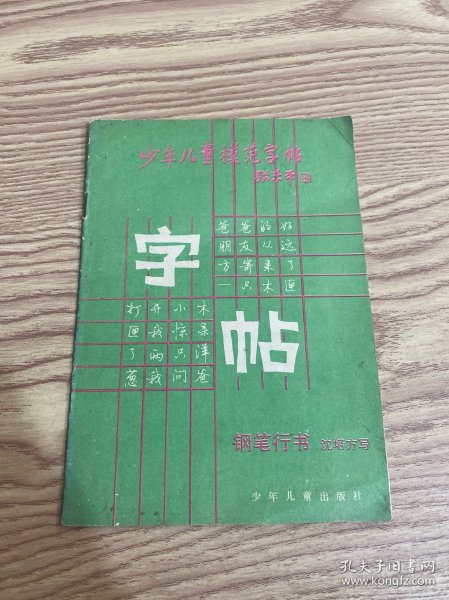 少年儿童模范字帖
字
帖
爸爸的好
朋友从远
方寄来了
一只木匣
打开小木
匣我惊呆
了两只洋
葱我问爸
钢笔行书 沈培方写
少年儿童出版社
孔夫子旧书网
www.kongfz.com